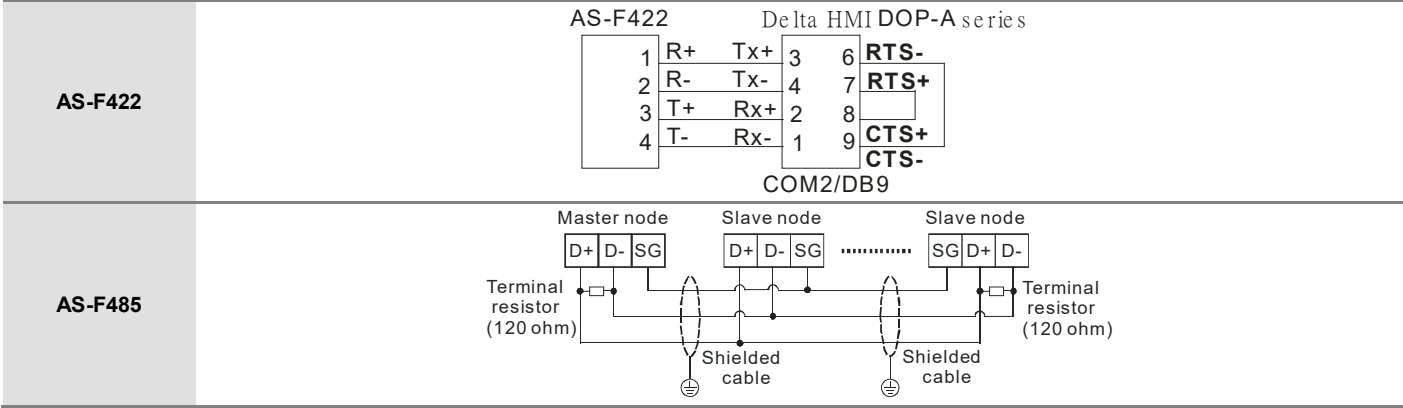 AS-F422
AS-F422 Delta HMI DOP-A series
1 R+ Tx+ 3 6 RTS-
2 R- Tx- 4 7 RTS+
3 T+ Rx+ 2 8
4 T- Rx- 1 9 CTS+
CTS-
COM2/DB9
AS-F485
Master node Slave node Slave node
D+ D- SG D+ D- SG ............ SG D+ D-
Terminal
resistor
(120 ohm)
Terminal
resistor
(120 ohm)
Shielded
cable
Shielded
cable